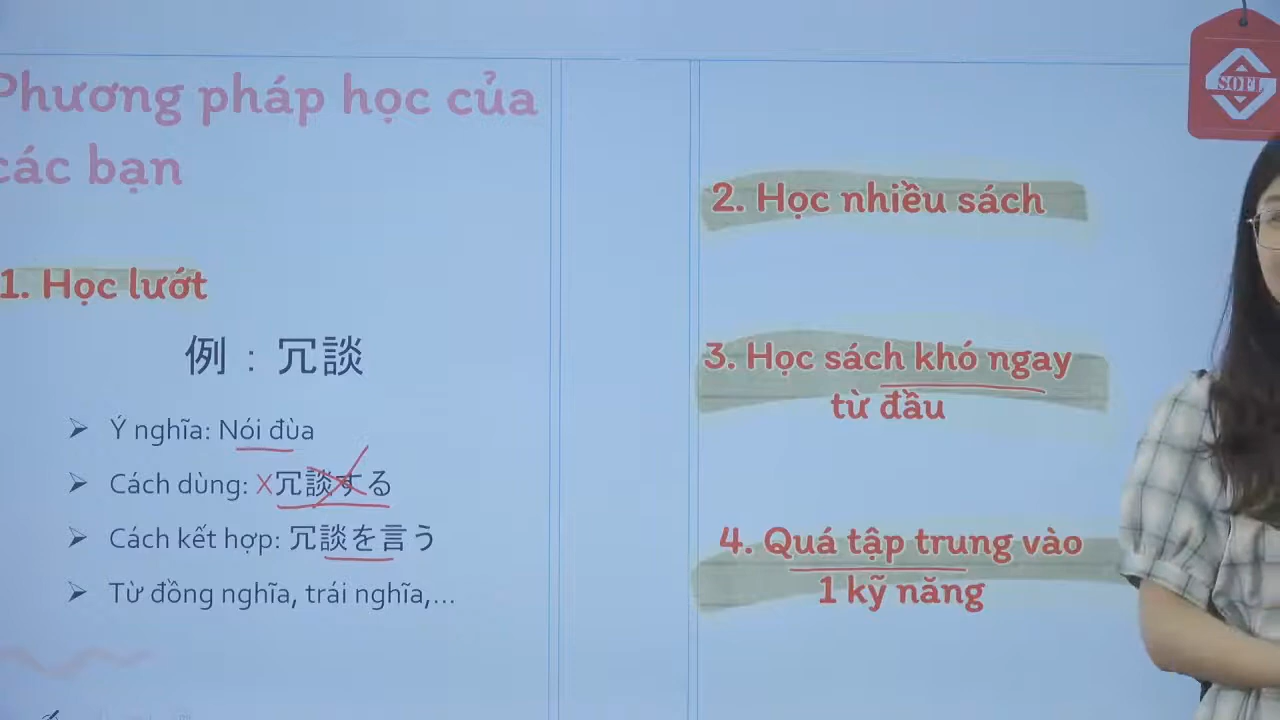 Phương pháp học của
các bạn
1. Học lướt
例：冗談
Ý nghĩa: Nói đùa
Cách dùng: X冗談する
Cách kết hợp: 冗談を言う
Từ đồng nghĩa, trái nghĩa,...
2. Học nhiều sách
3. Học sách khó ngay
từ đầu
4. Quá tập trung vào
1 kỹ năng
SOFL